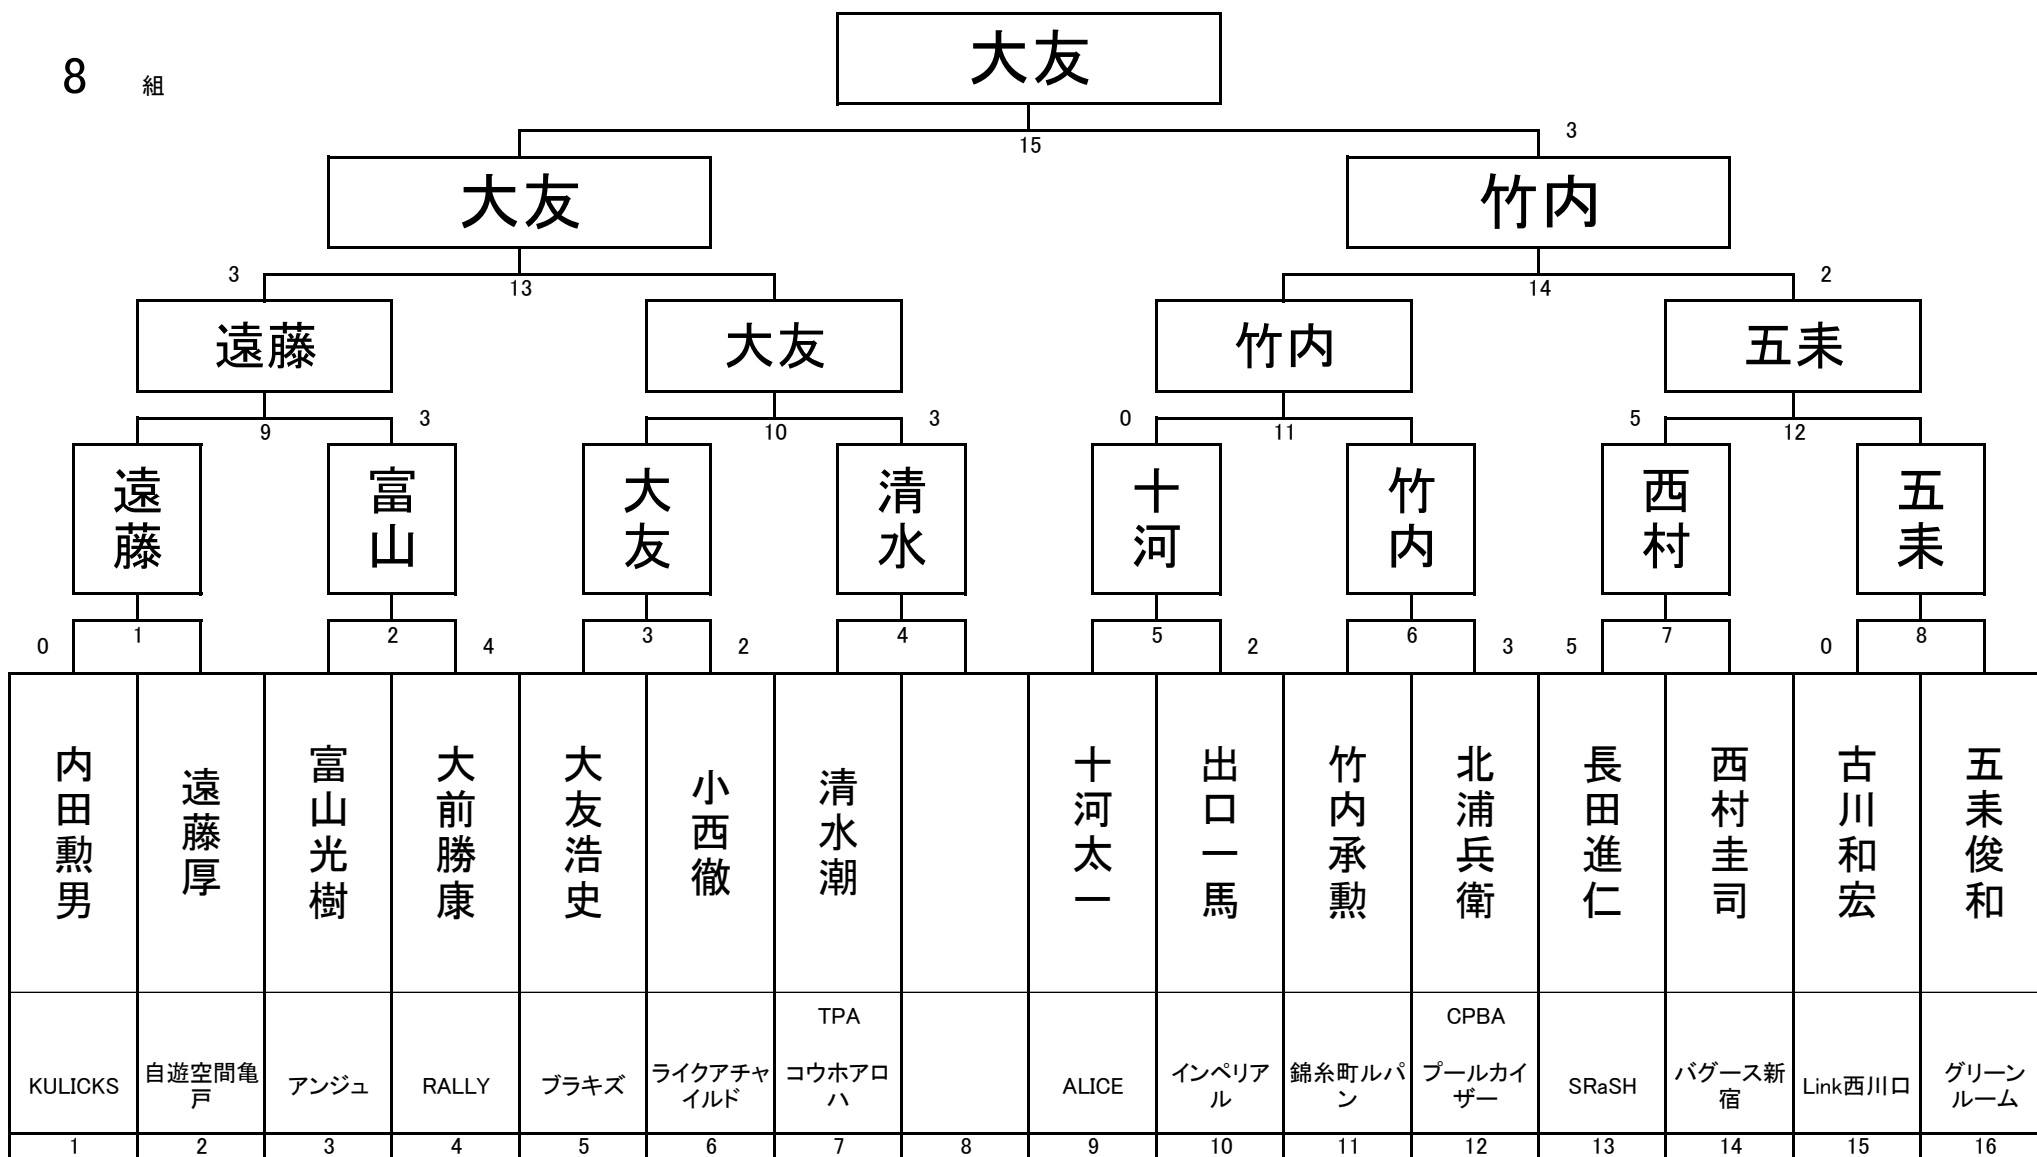 大友
8 組
3
15
大友
竹内
3
2
13
14
遠藤
大友
竹内
五耒
3
3
0
5
9
10
11
12
遠藤
富山
大友
清水
十河
竹内
西村
五耒
1
2
3
4
5
6
7
8
0
4
2
2
3
5
0
内田勲男
遠藤厚
富山光樹
大前勝康
大友浩史
小西徹
清水潮
十河太一
出口一馬
竹内承勲
北浦兵衛
長田進仁
西村圭司
古川和宏
五耒俊和
KULICKS
自遊空間亀
戸
アンジュ
RALLY
ブラキズ
ライクアチャ
イルド
TPA
コウホアロ
ハ
ALICE
インペリア
ル
錦糸町ルパ
ン
CPBA
プールカイ
ザー
SRaSH
バグース新
宿
Link西川口
グリーン
ルーム
1
2
3
4
5
6
7
8
9
10
11
12
13
14
15
16